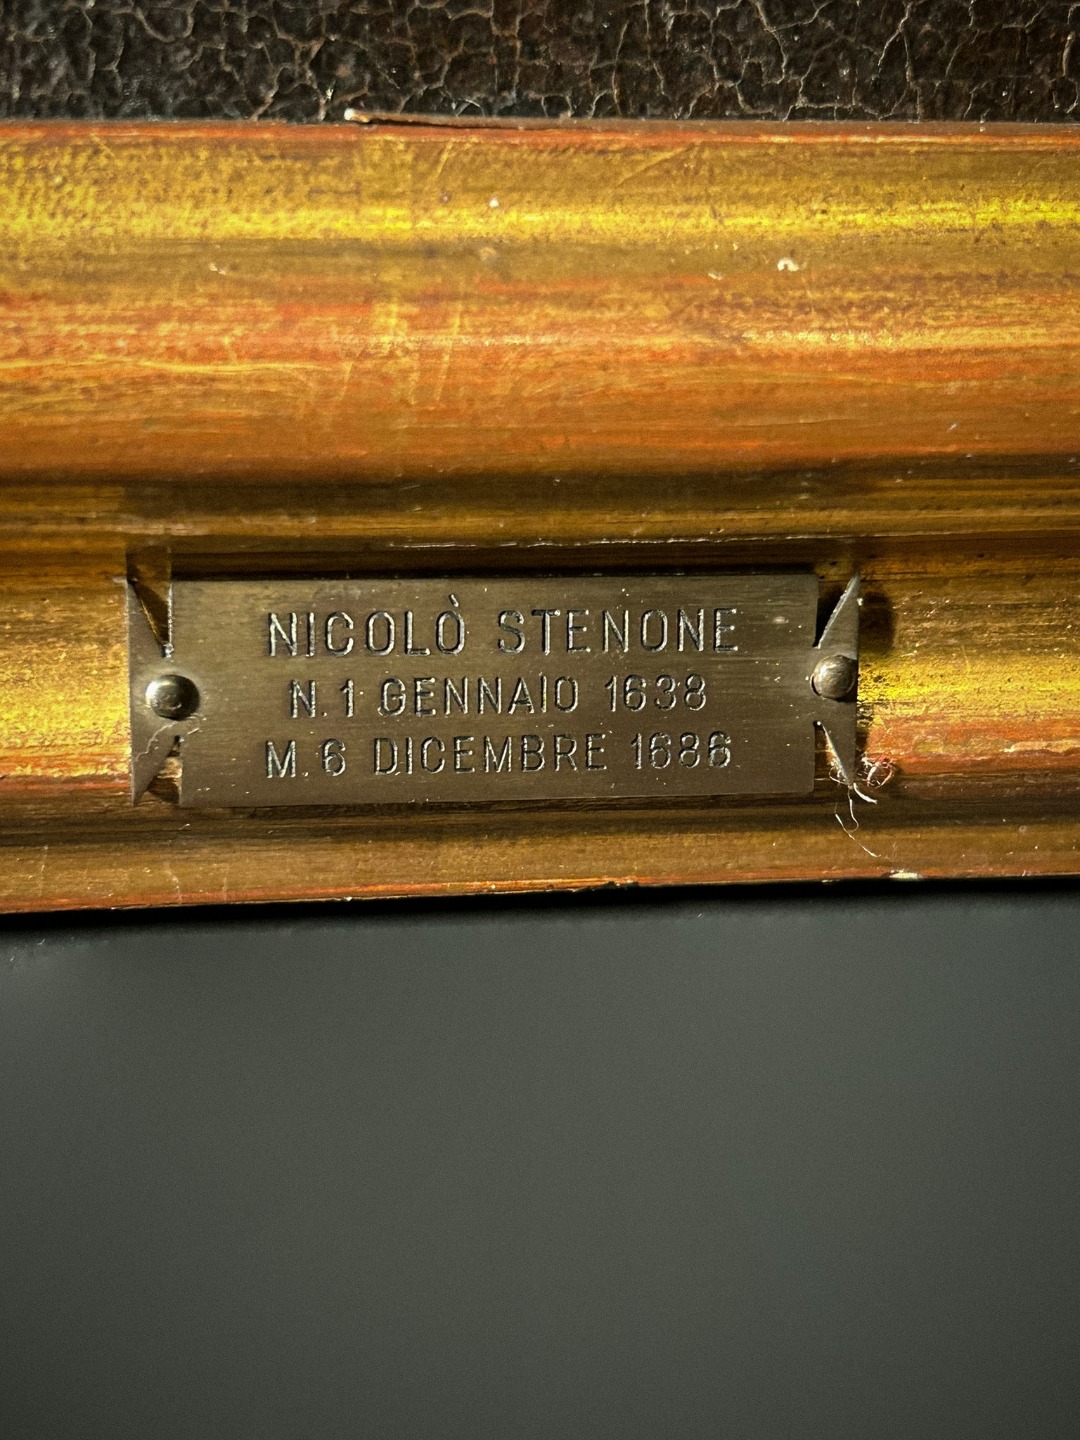 NICOLÒ STENONE
N. 1 GENNAIO 1638
M. 6 DICEMBRE 1686